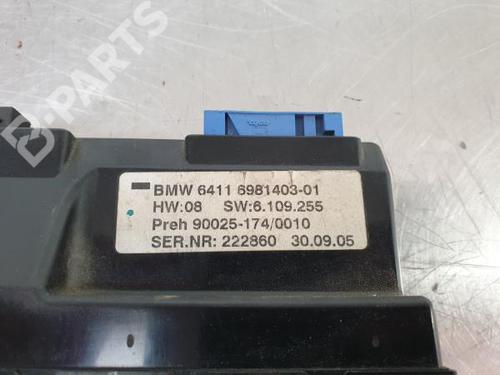 BMW 6411 6981403-01
HW:08 SW:6.109.255
Preh 90025-174/0010
SER.NR: 222860 30.09.05